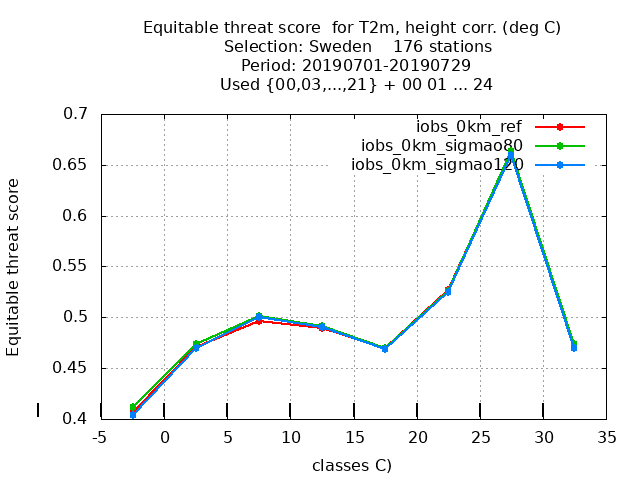 Equitable threat score  for T2m, height corr. (deg C)
Selection: Sweden    176 stations
Period: 20190701-20190729
Used {00,03,...,21} + 00 01 ... 24
iobs_0km_ref
iobs_0km_sigmao80
iobs_0km_sigmao120
Equitable threat score
0.7
0.65
0.6
0.55
0.5
0.45
0.4
-5
0
5
10
15
20
25
30
35
classes C)